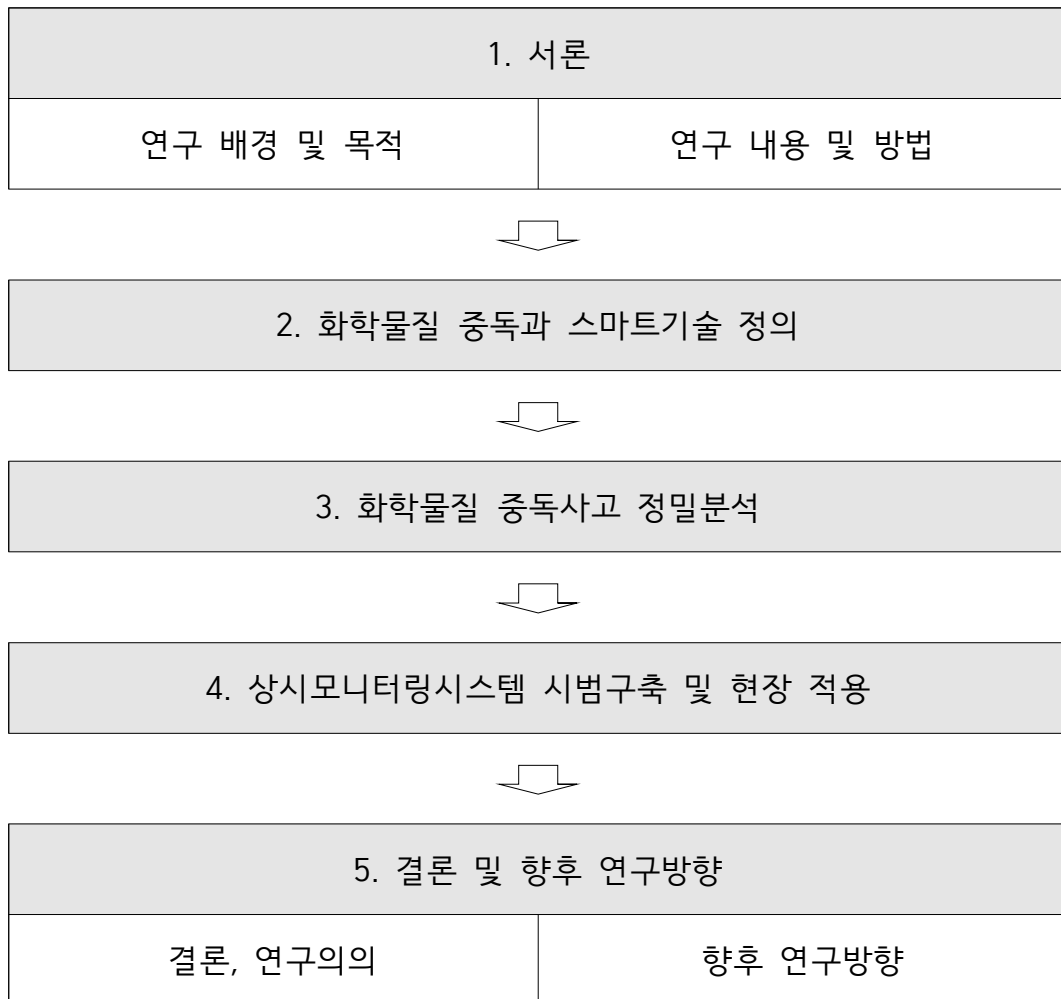 1. 서론
연구 배경 및 목적
연구 내용 및 방법
2. 화학물질 중독과 스마트기술 정의
3. 화학물질 중독사고 정밀분석
4. 상시모니터링시스템 시범구축 및 현장 적용
5. 결론 및 향후 연구방향
결론, 연구의의
향후 연구방향